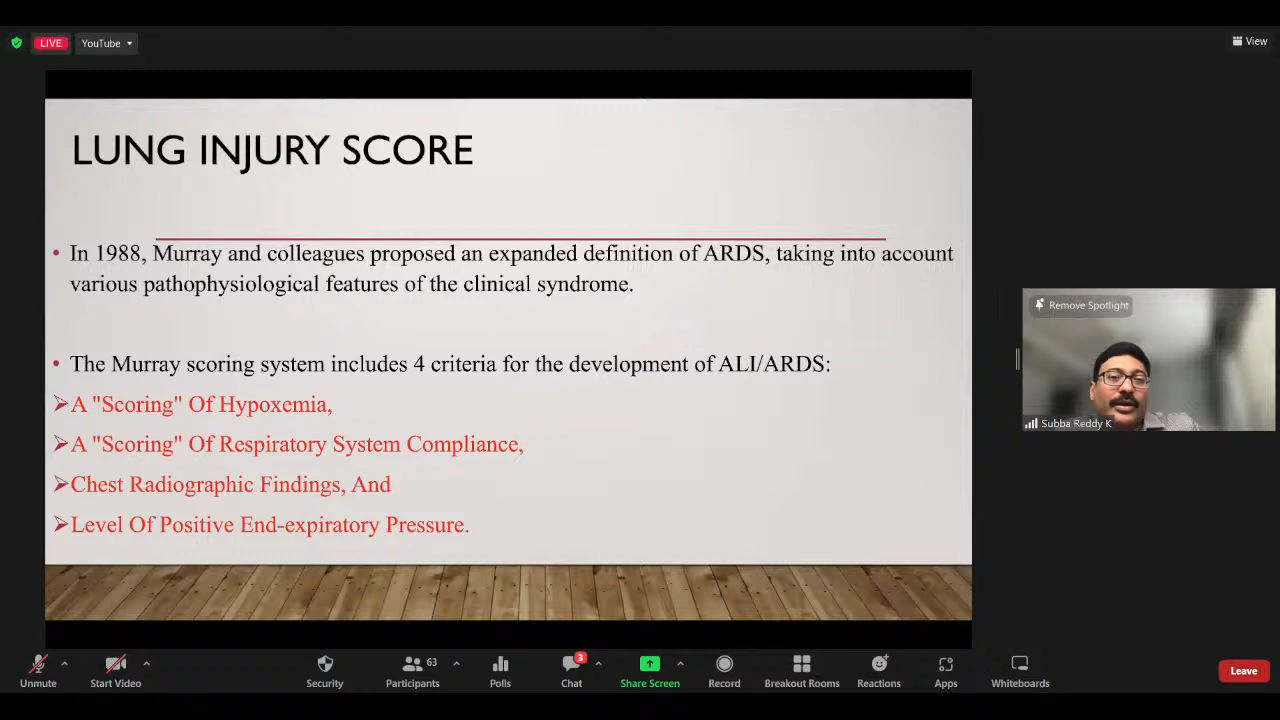 LIVE
YouTube
View
LUNG INJURY SCORE
• In 1988, Murray and colleagues proposed an expanded definition of ARDS, taking into account
various pathophysiological features of the clinical syndrome.
• The Murray scoring system includes 4 criteria for the development of ALI/ARDS:
➢A "Scoring" Of Hypoxemia,
➢A "Scoring" Of Respiratory System Compliance,
➢Chest Radiographic Findings, And
➢Level Of Positive End-expiratory Pressure.
Remove Spotlight
Subba Reddy K
Unmute
Start Video
Security
63
Participants
Polls
3
Chat
Share Screen
Record
Breakout Rooms
Reactions
Apps
Whiteboards
Leave